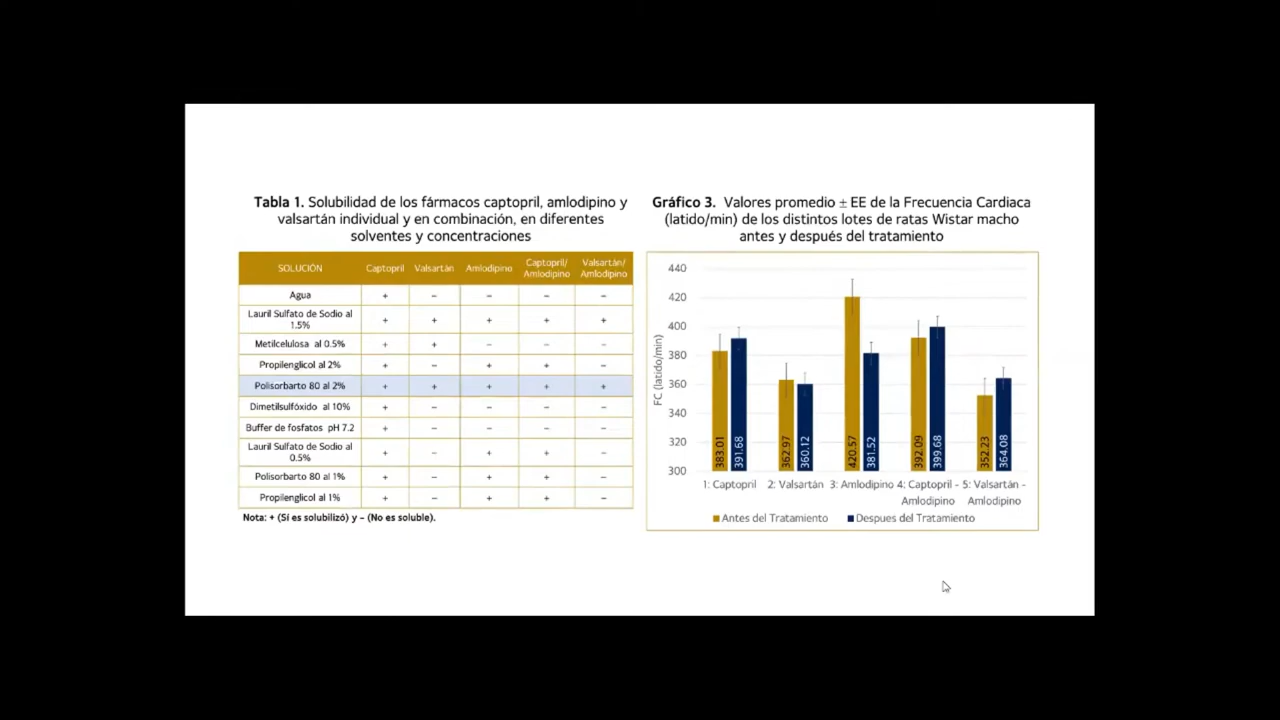 Tabla 1. Solubilidad de los fármacos captopril, amlodipino y
valsartán individual y en combinación, en diferentes
solventes y concentraciones
SOLUCIÓN Captopril Valsartán Amlodipino Captopril/ Amlodipino Valsartán/ Amlodipino
Agua + – – – –
Lauril Sulfato de Sodio al
1.5% + + + + +
Metilcelulosa al 0.5% + + – – –
Propilenglicol al 2% + – + + –
Polisorbarto 80 al 2% + + + + +
Dimetilsulfóxido al 10% + – – – –
Buffer de fosfatos pH 7.2 + – – – –
Lauril Sulfato de Sodio al
0.5% + – + + –
Polisorbarto 80 al 1% + – + + –
Propilenglicol al 1% + – + + –
Nota: + (Sí es solubilizó) y – (No es soluble).
Gráfico 3. Valores promedio ± EE de la Frecuencia Cardiaca
(latido/min) de los distintos lotes de ratas Wistar macho
antes y después del tratamiento
FC (latido/min)
440
420
400
380
360
340
320
300
383.01
391.68
362.97
360.12
420.57
381.52
392.09
399.68
352.23
364.08
1: Captopril
2: Valsartán
3: Amlodipino
4: Captopril -
Amlodipino
5: Valsartán -
Amlodipino
Antes del Tratamiento
Despues del Tratamiento